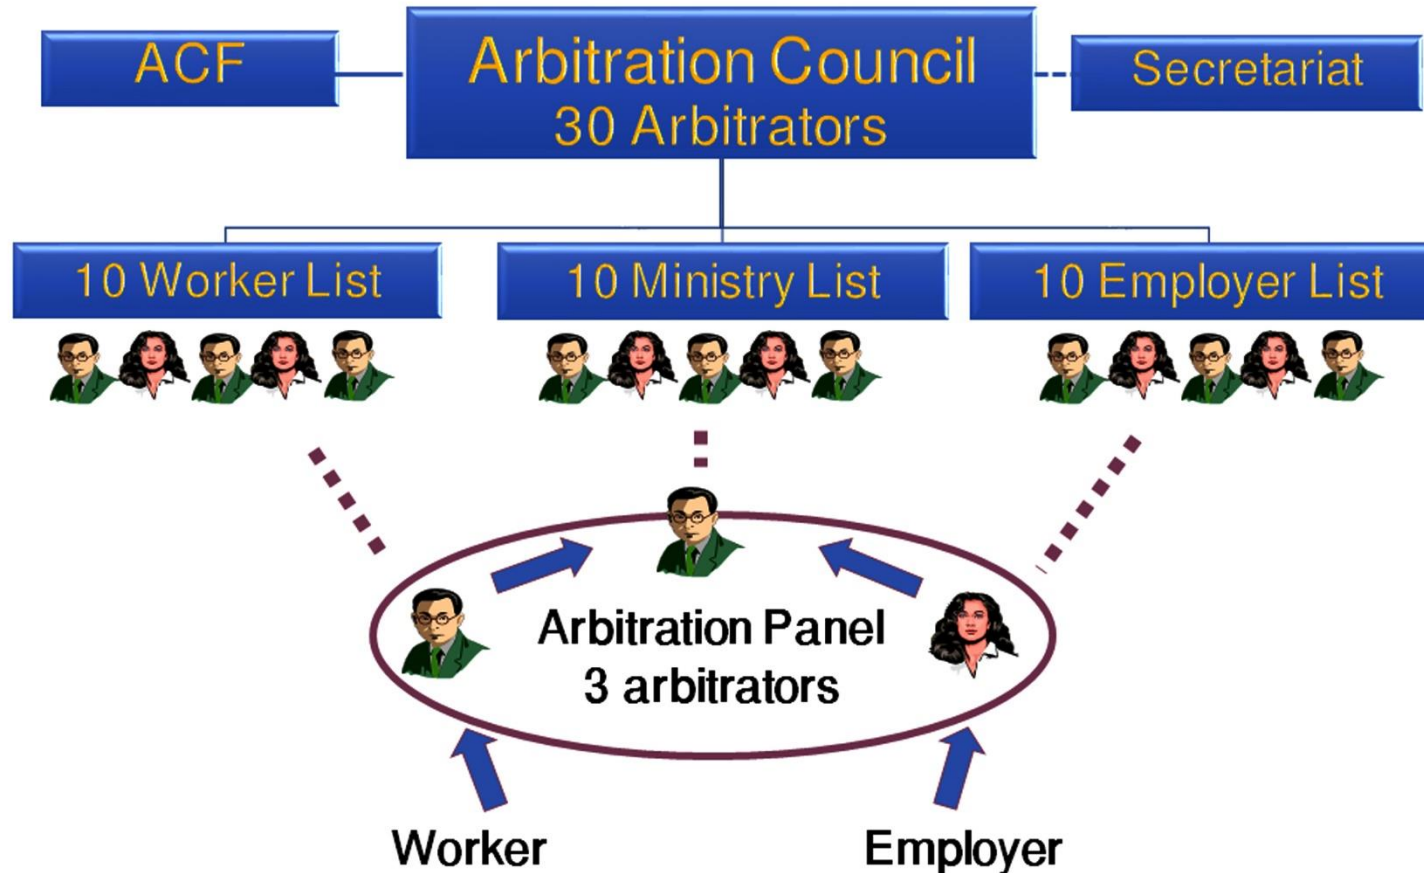 ACF
Arbitration Council
30 Arbitrators
Secretariat
10 Worker List
10 Ministry List
10 Employer List
Arbitration Panel
3 arbitrators
Worker
Employer